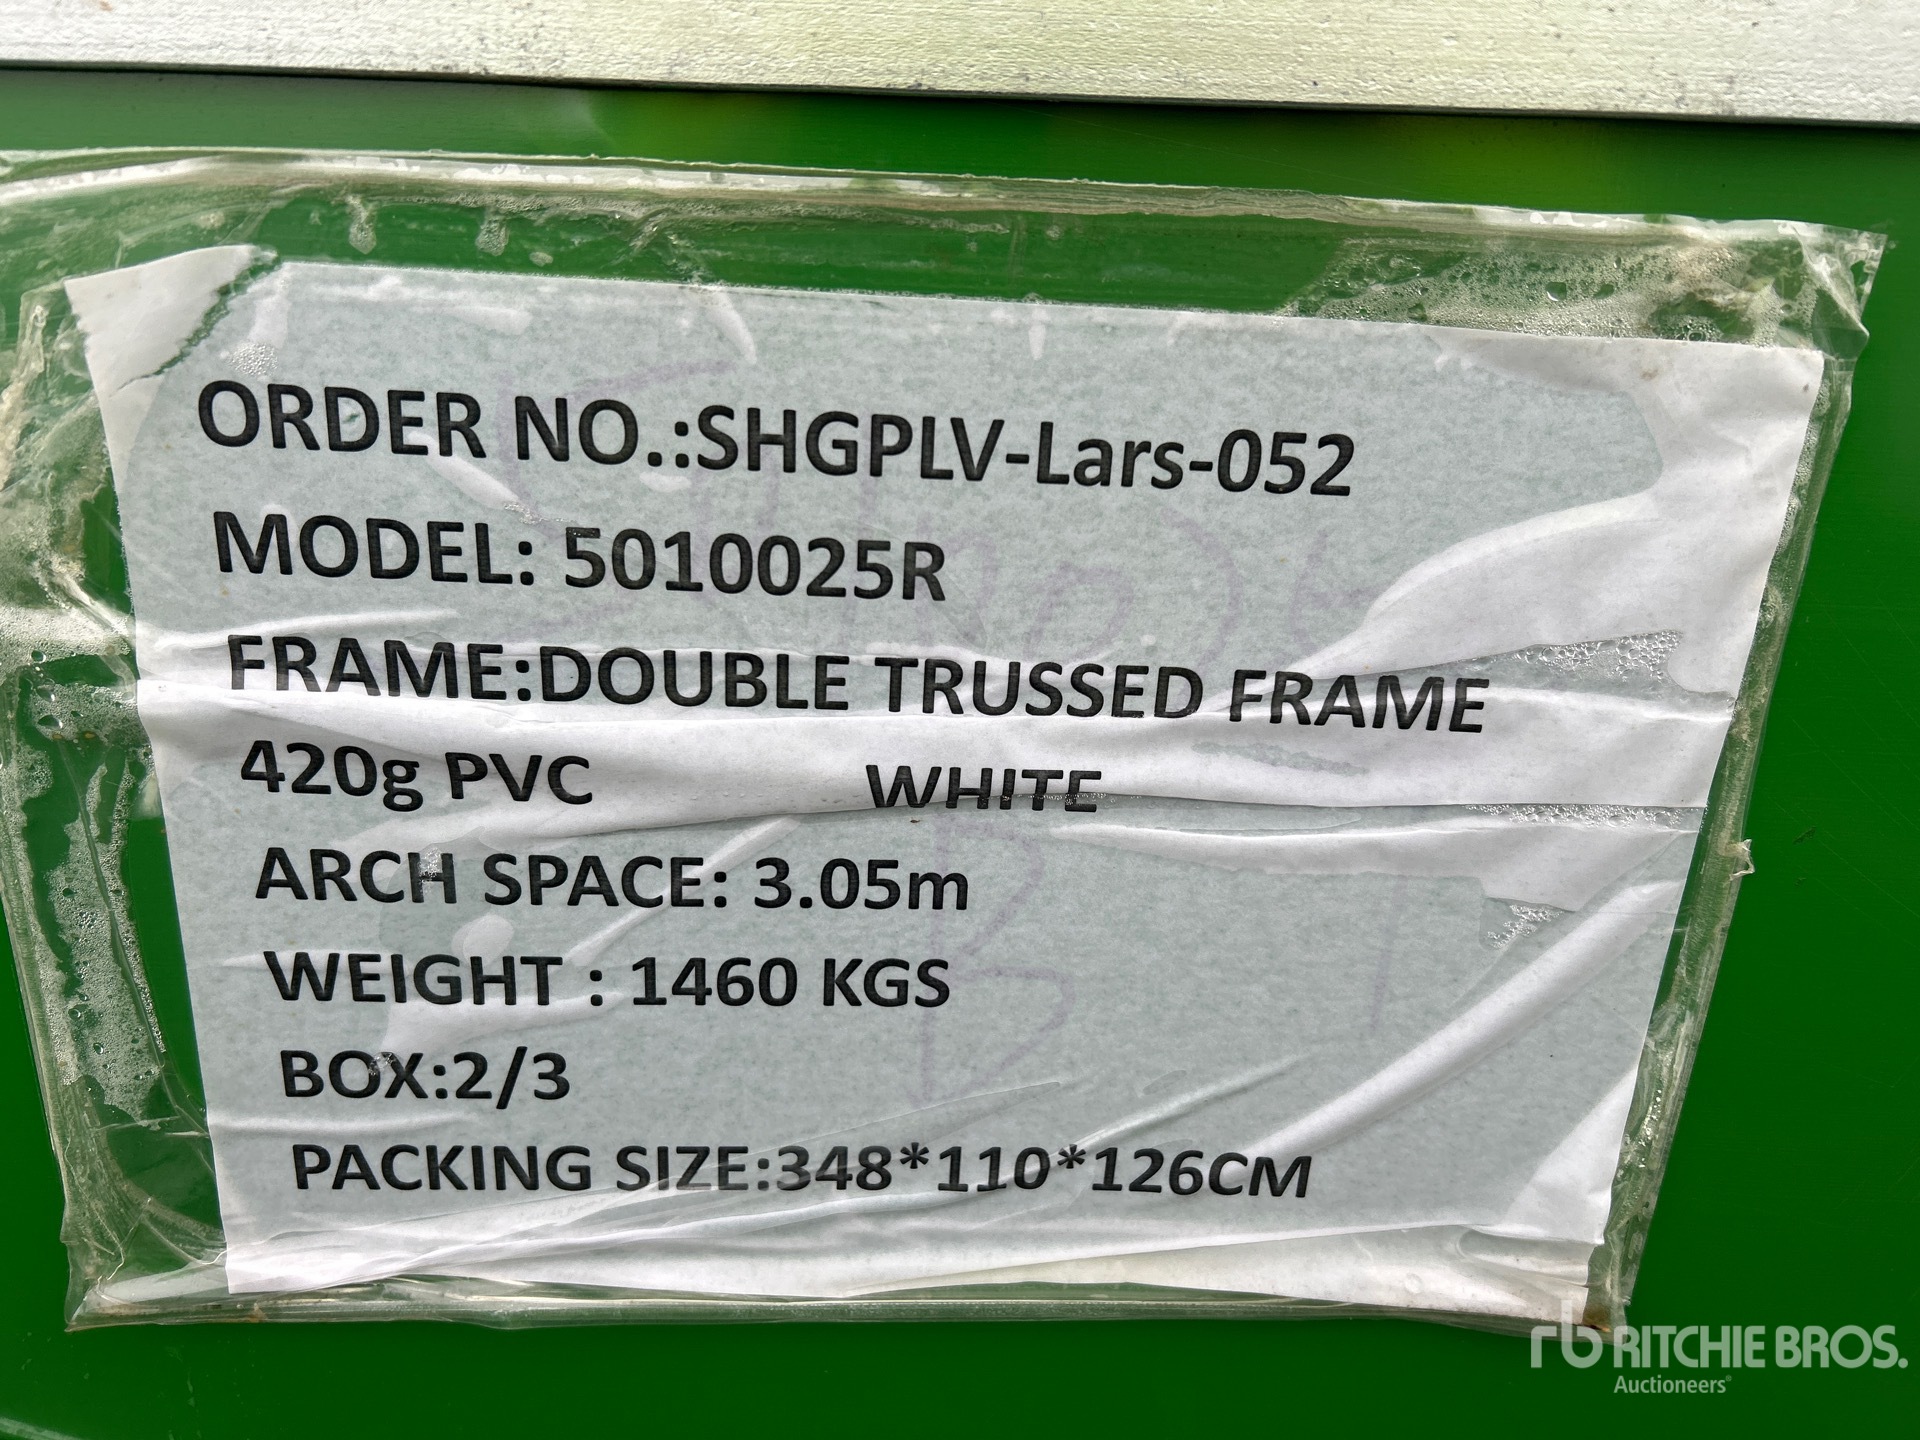 ORDER NO.:SHGPLV-Lars-052
MODEL: 5010025R
FRAME:DOUBLE TRUSSED FRAME
420g PVC WHITE
ARCH SPACE: 3.05m
WEIGHT : 1460 KGS
BOX:2/3
PACKING SIZE:348*110*126CM
rb RITCHIE BROS.
Auctioneers